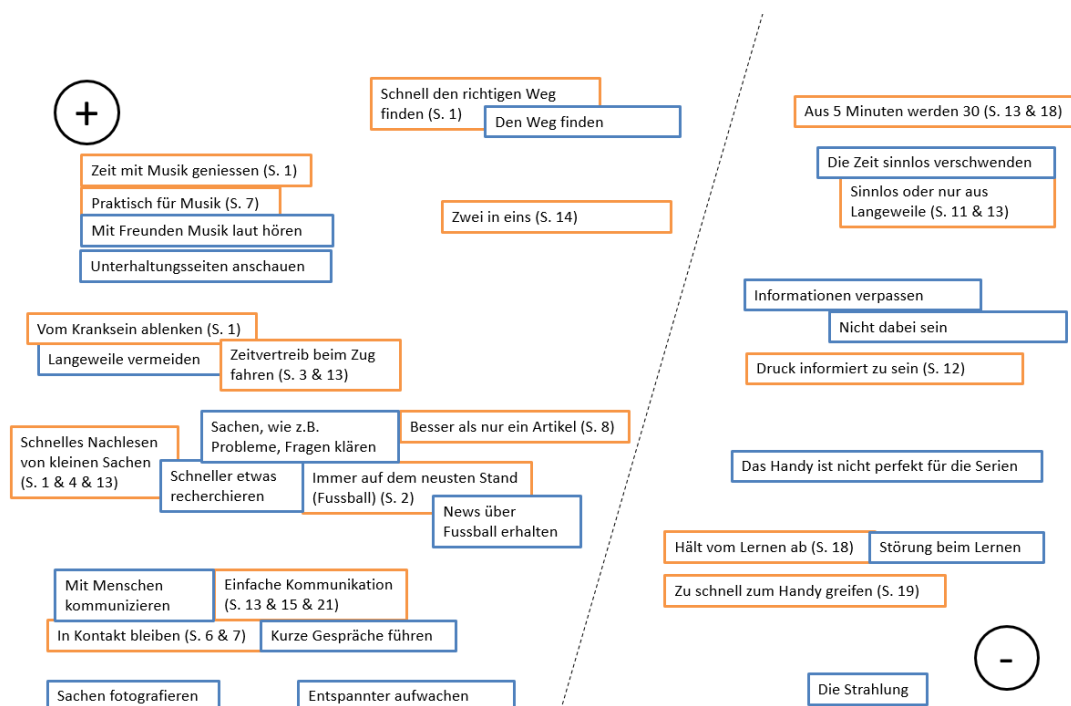 +
Schnell den richtigen Weg
finden (S. 1)
Den Weg finden
Zeit mit Musik geniessen (S. 1)
Praktisch für Musik (S. 7)
Mit Freunden Musik laut hören
Unterhaltungsseiten anschauen
Zwei in eins (S. 14)
Vom Kranksein ablenken (S. 1)
Langeweile vermeiden
Zeitvertreib beim Zug
fahren (S. 3 & 13)
Sachen, wie z.B.
Probleme, Fragen klären
Besser als nur ein Artikel (S. 8)
Schnelles Nachlesen
von kleinen Sachen
(S. 1 & 4 & 13)
Schneller etwas
recherchieren
Immer auf dem neusten Stand
(Fussball) (S. 2)
News über
Fussball erhalten
Mit Menschen
kommunizieren
Einfache Kommunikation
(S. 13 & 15 & 21)
In Kontakt bleiben (S. 6 & 7)
Kurze Gespräche führen
Sachen fotografieren
Entspannter aufwachen
Aus 5 Minuten werden 30 (S. 13 & 18)
Die Zeit sinnlos verschwenden
Sinnlos oder nur aus
Langeweile (S. 11 & 13)
Informationen verpassen
Nicht dabei sein
Druck informiert zu sein (S. 12)
Das Handy ist nicht perfekt für die Serien
Hält vom Lernen ab (S. 18)
Störung beim Lernen
Zu schnell zum Handy greifen (S. 19)
-
Die Strahlung